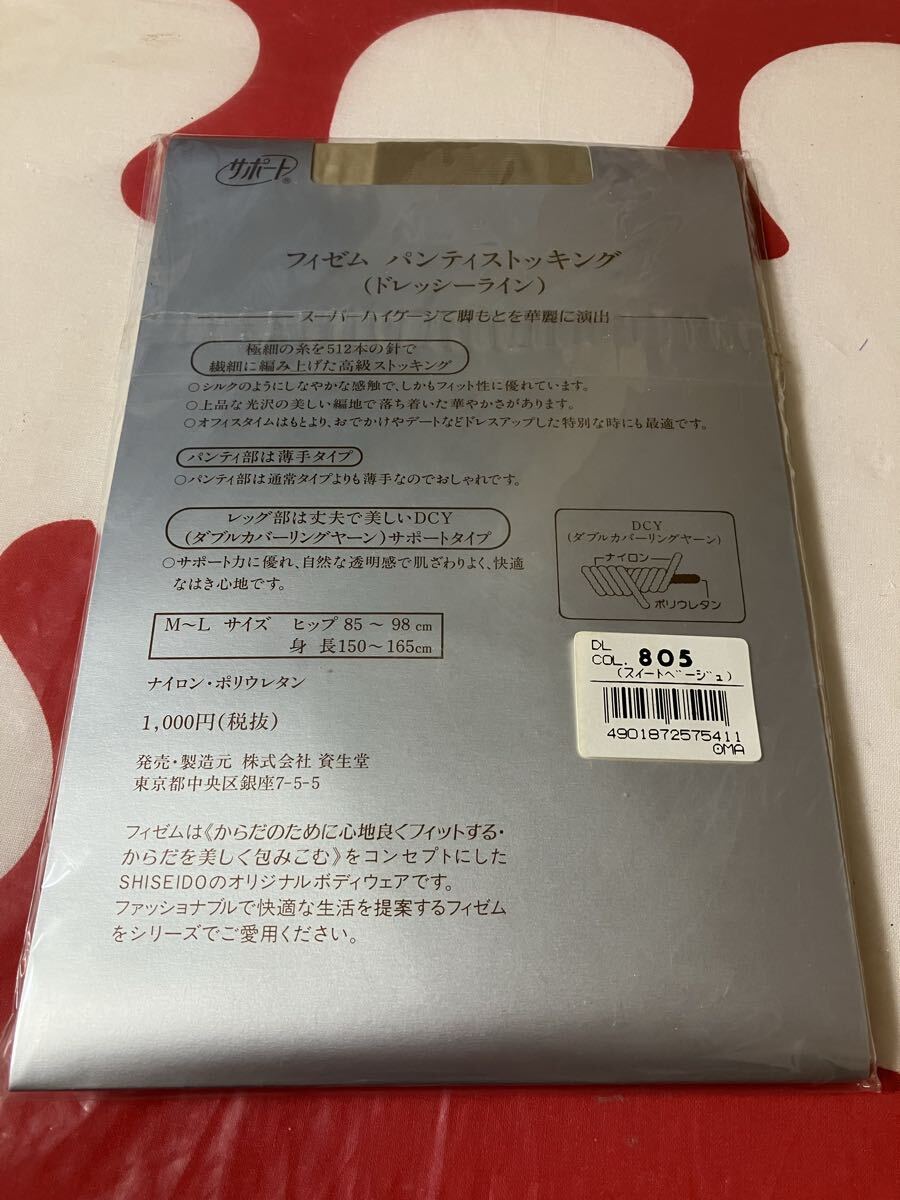 サポート®
フィゼム パンティストッキング
(ドレッシーライン)
スーパーハイゲージで脚もとを華麗に演出
極細の糸を512本の針で
繊細に編み上げた高級ストッキング
○シルクのようにしなやかな感触で、しかもフィット性に優れています。
○上品な光沢の美しい編地で落ち着いた華やかさがあります。
○オフィスタイムはもとより、おでかけやデートなどドレスアップした特別な時にも最適です。
パンティ部は薄手タイプ
○パンティ部は通常タイプよりも薄手なのでおしゃれです。
レッグ部は丈夫で美しいDCY
(ダブルカバーリングヤーン)サポートタイプ
○サポート力に優れ、自然な透明感で肌ざわりよく、快適
なはき心地です。
DCY
(ダブルカバーリングヤーン)
ナイロン
ポリウレタン
M～L サイズ ヒップ 85～98cm
身長150～165cm
ナイロン・ポリウレタン
1,000円(税抜)
発売・製造元 株式会社 資生堂
東京都中央区銀座7-5-5
DL
COL. 805
(スイートベージュ)
4901872575411
OMA
フィゼムは《からだのために心地良くフィットする・
からだを美しく包みこむ》をコンセプトにした
SHISEIDOのオリジナルボディウェアです。
ファッショナブルで快適な生活を提案するフィゼム
をシリーズでご愛用ください。